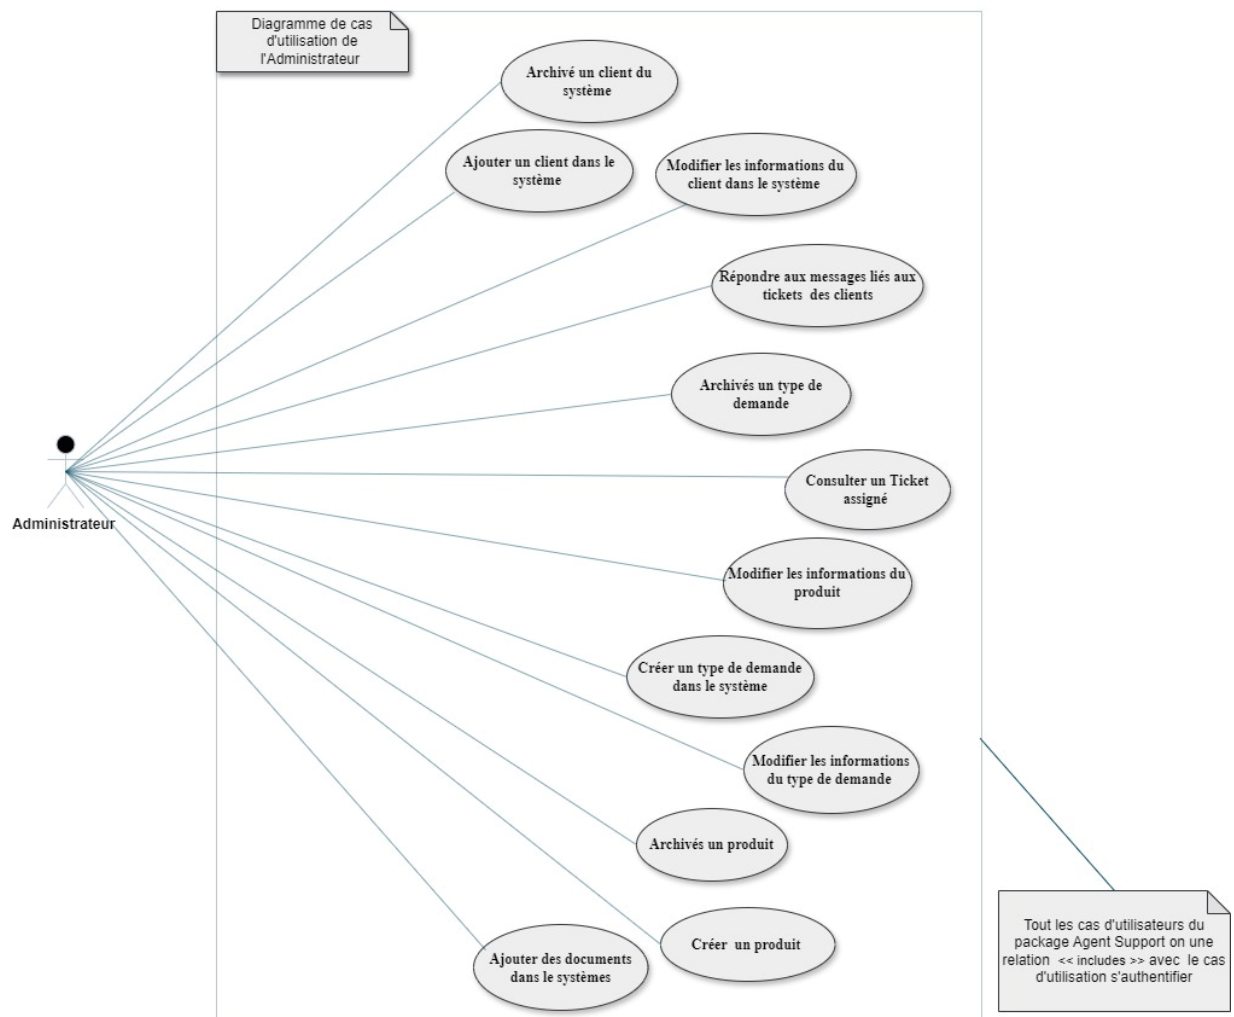 Diagramme de cas
d'utilisation de
l'Administrateur
Archivé un client du
système
Ajouter un client dans le
système
Modifier les informations du
client dans le système
Répondre aux messages liés aux
tickets  des clients
Archivés un type de
demande
Consulter un Ticket
assigné
Administrateur
Modifier les informations du
produit
Créer un type de demande
dans le système
Modifier les informations
du type de demande
Archivés un produit
Créer  un produit
Ajouter des documents
dans le systèmes
Tout les cas d'utilisateurs du
package Agent Support on une
relation  << includes >> avec  le cas
d'utilisation s'authentifier